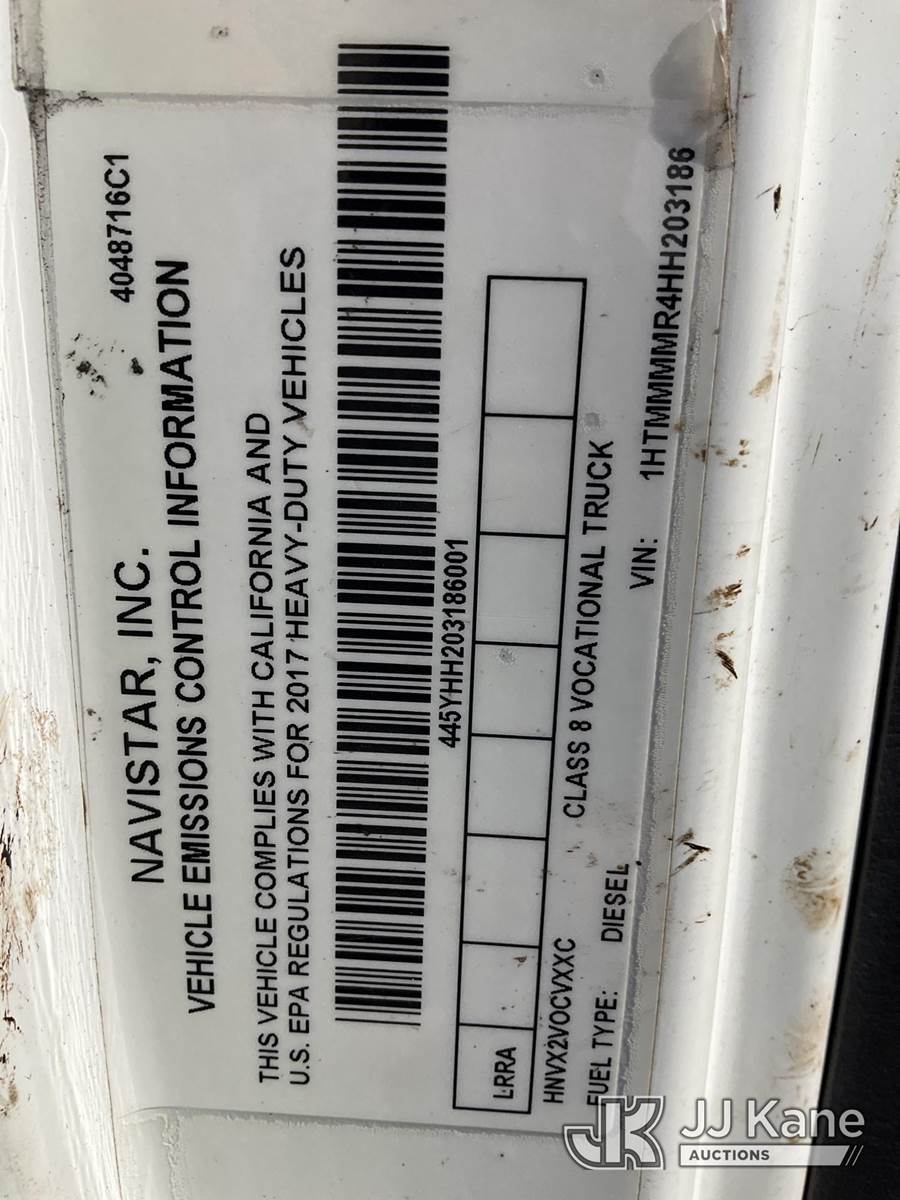 4048716C1
NAVISTAR, INC.
VEHICLE EMISSIONS CONTROL INFORMATION
THIS VEHICLE COMPLIES WITH CALIFORNIA AND
U.S. EPA REGULATIONS FOR 2017 HEAVY-DUTY VEHICLES
445YHH203186001
LRRA
HNVX2VOCVXXC CLASS 8 VOCATIONAL TRUCK
FUEL TYPE: DIESEL VIN: 1HTMMMMR4HH203186
JK JJ Kane
AUCTIONS